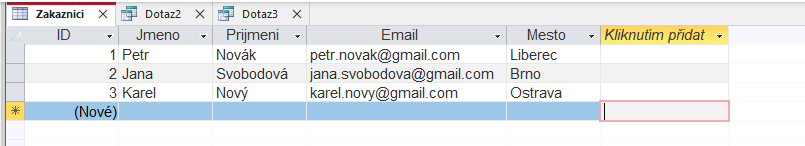 Zakaznici Dotaz2 Dotaz3
ID Jmeno Prijmeni Email Mesto Kliknutím přidat
1 Petr Novák petr.novak@gmail.com Liberec
2 Jana Svobodová jana.svobodova@gmail.com Brno
3 Karel Nový karel.novy@gmail.com Ostrava
(Nové)